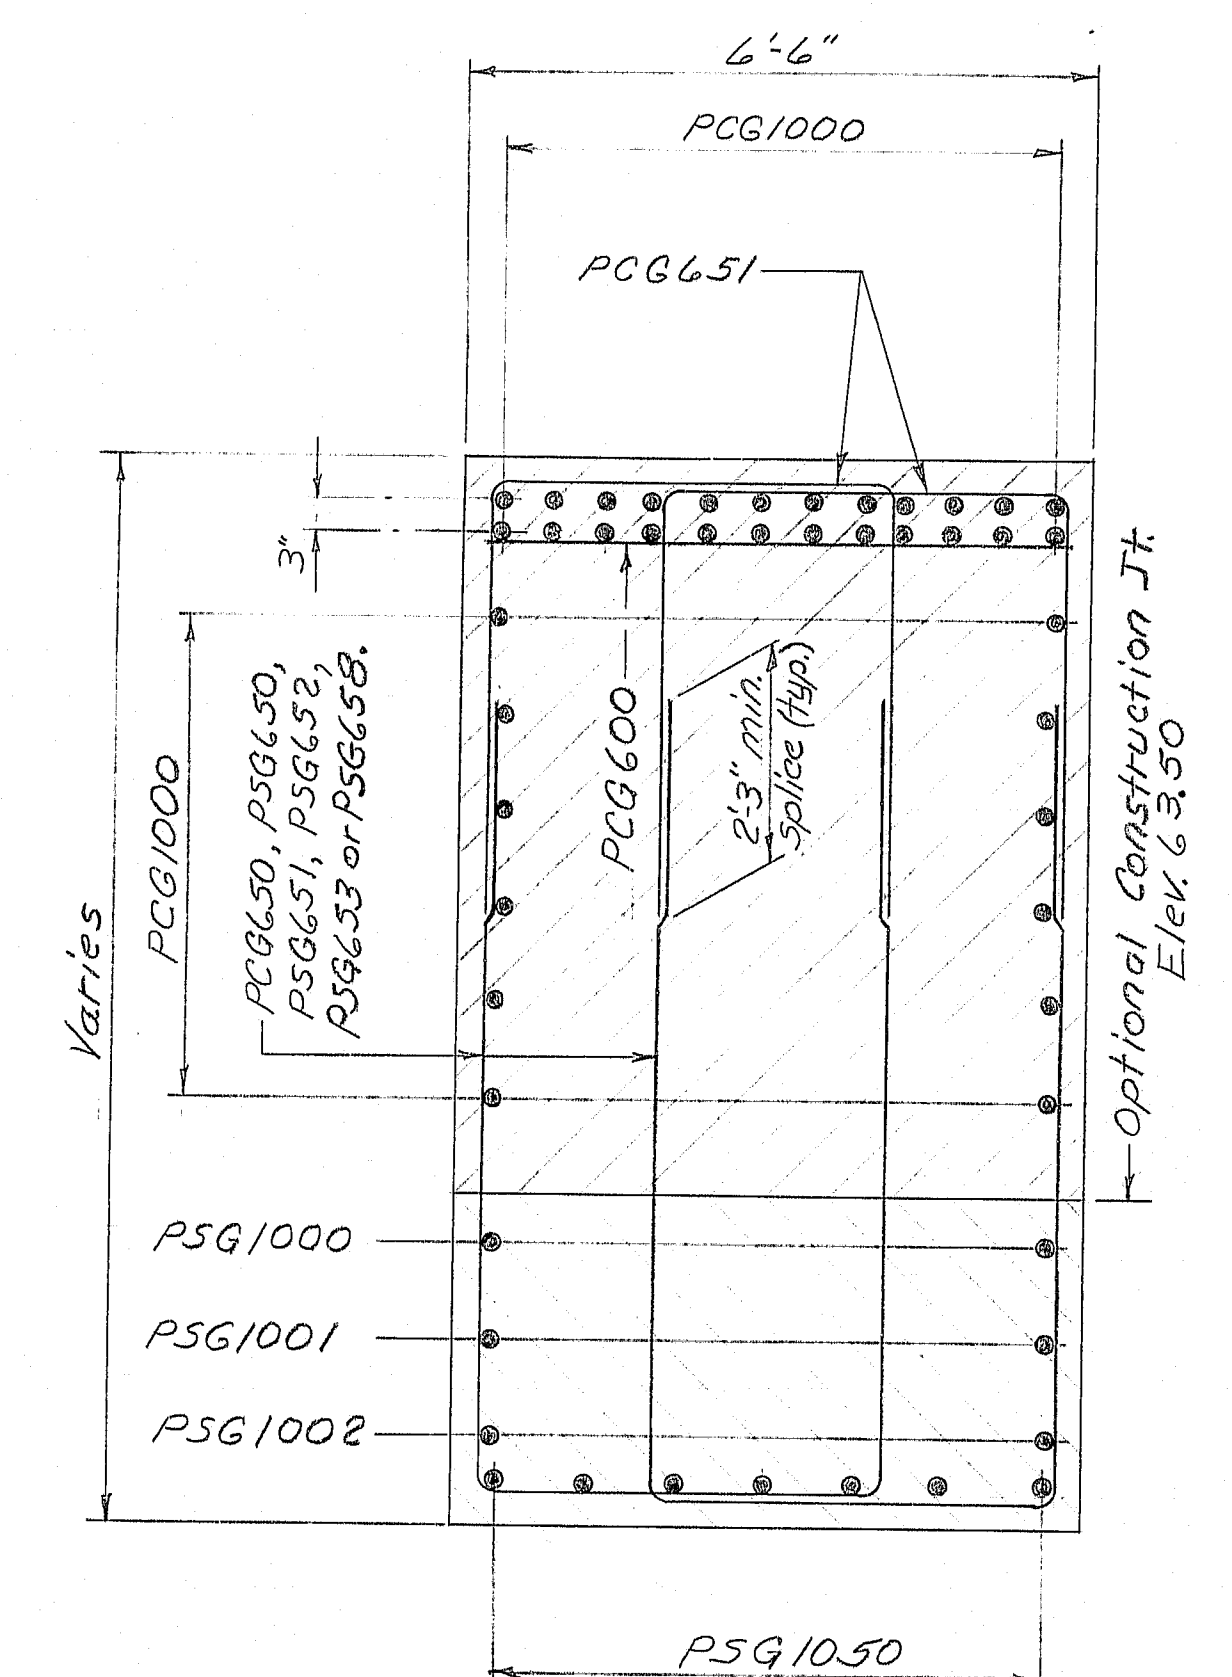 6'-6"
PCG1000
PCG651
3"
PCG1000
Varies
PCG650, PSG650,
PSG651, PSG652,
PSG653 or PSG658.
PCG600
2'-3" min.
splice (typ.)
Optional Construction Jt.
Elev. 63.50
PSG1000
PSG1001
PSG1002
PSG1050